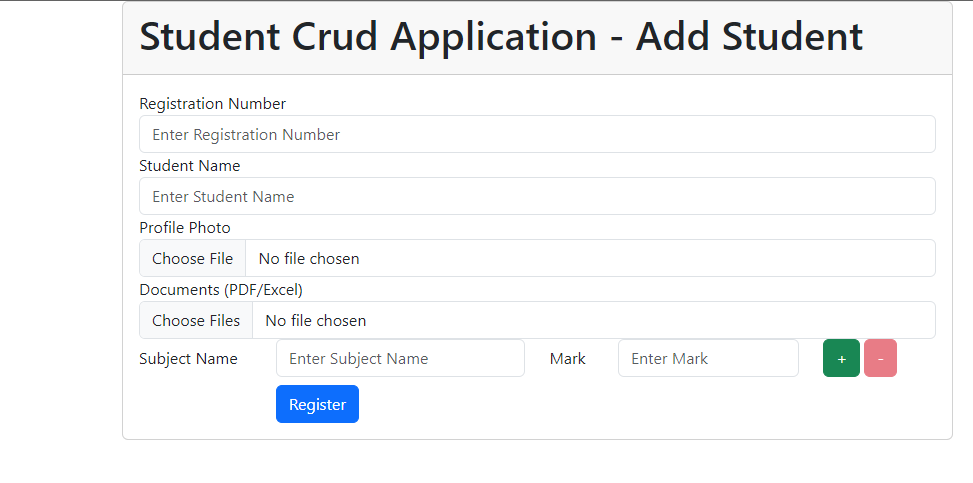 Student Crud Application - Add Student
Registration Number
Enter Registration Number
Student Name
Enter Student Name
Profile Photo
Choose File No file chosen
Documents (PDF/Excel)
Choose Files No file chosen
Subject Name Enter Subject Name Mark Enter Mark + -
Register